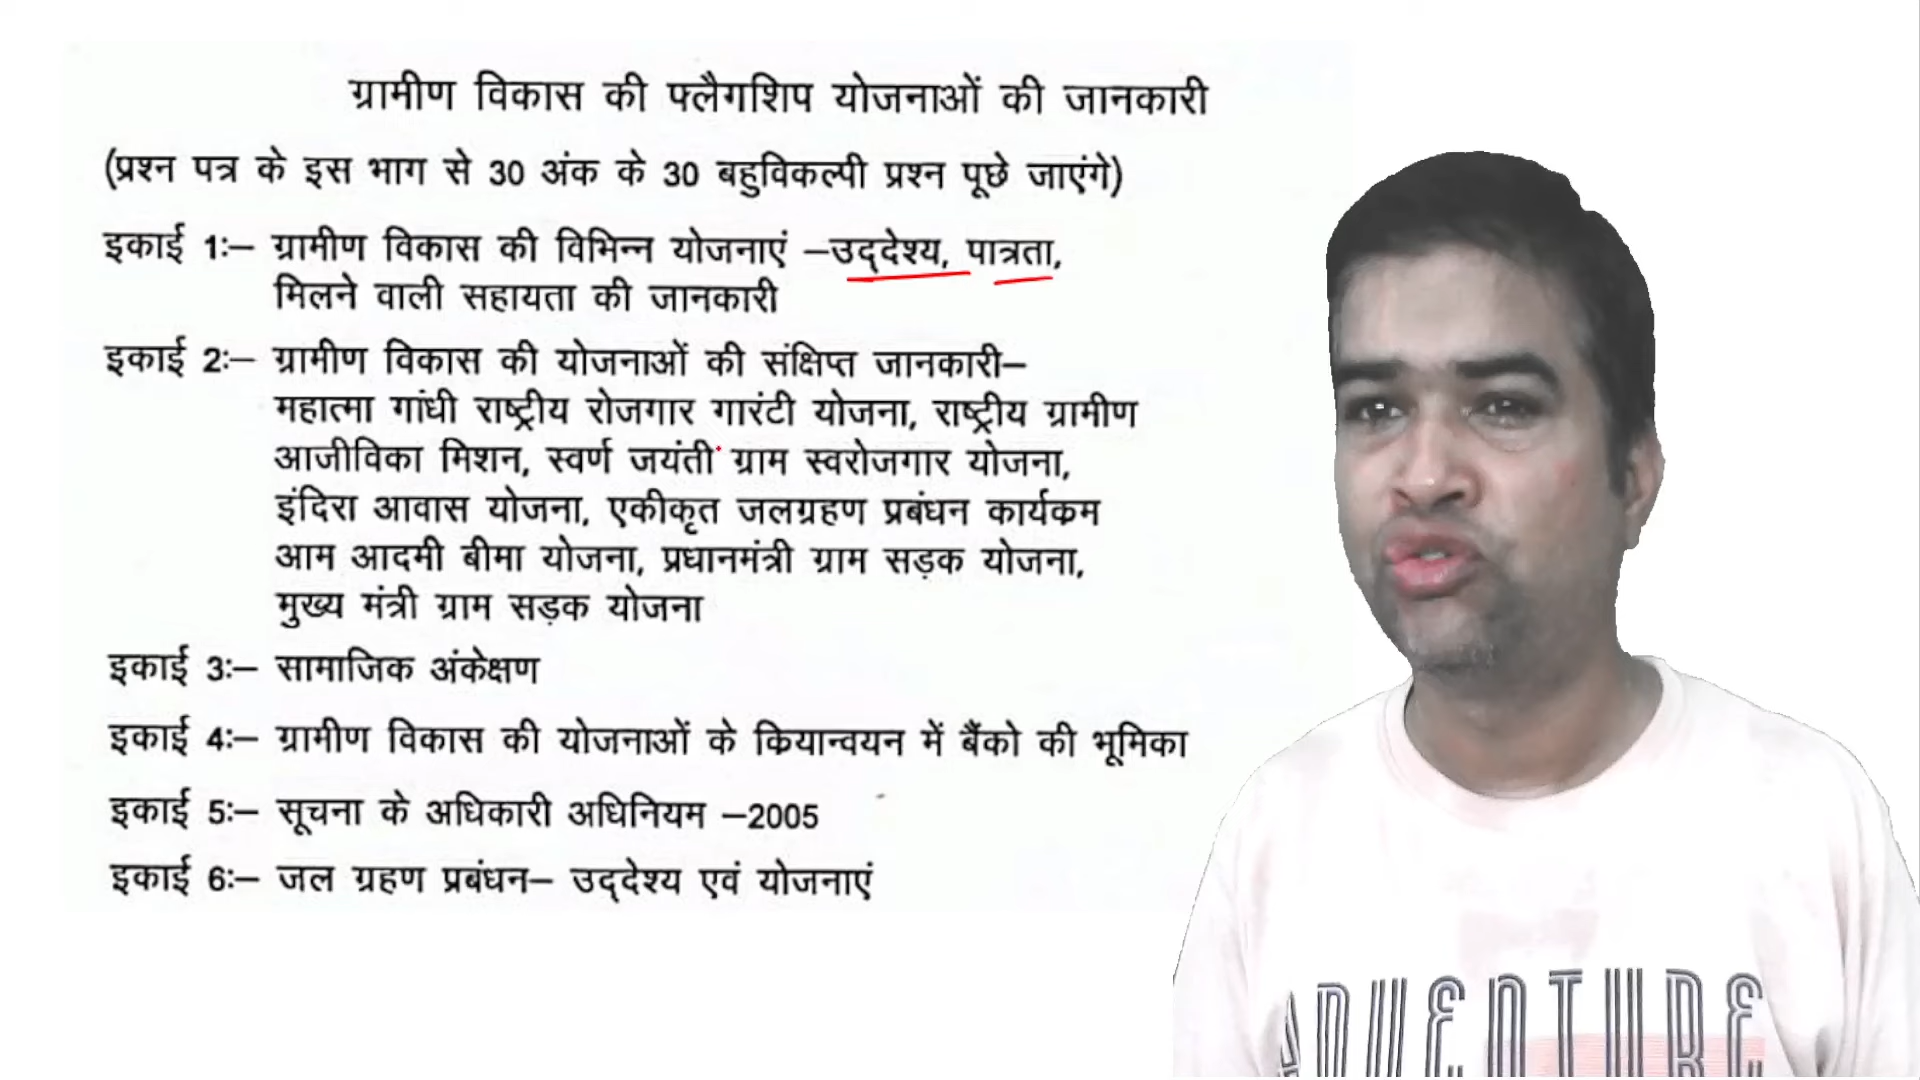 ग्रामीण विकास की फ्लैगशिप योजनाओं की जानकारी
(प्रश्न पत्र के इस भाग से 30 अंक के 30 बहुविकल्पी प्रश्न पूछे जाएंगे)
इकाई 1:– ग्रामीण विकास की विभिन्न योजनाएं –उद्देश्य, पात्रता,
मिलने वाली सहायता की जानकारी
इकाई 2:– ग्रामीण विकास की योजनाओं की संक्षिप्त जानकारी–
महात्मा गांधी राष्ट्रीय रोजगार गारंटी योजना, राष्ट्रीय ग्रामीण
आजीविका मिशन, स्वर्ण जयंती ग्राम स्वरोजगार योजना,
इंदिरा आवास योजना, एकीकृत जलग्रहण प्रबंधन कार्यकम
आम आदमी बीमा योजना, प्रधानमंत्री ग्राम सड़क योजना,
मुख्य मंत्री ग्राम सड़क योजना
इकाई 3:– सामाजिक अंकेक्षण
इकाई 4:– ग्रामीण विकास की योजनाओं के कियान्वयन में बैंको की भूमिका
इकाई 5:– सूचना के अधिकारी अधिनियम –2005
इकाई 6:– जल ग्रहण प्रबंधन– उद्देश्य एवं योजनाएं
ADVENTURE